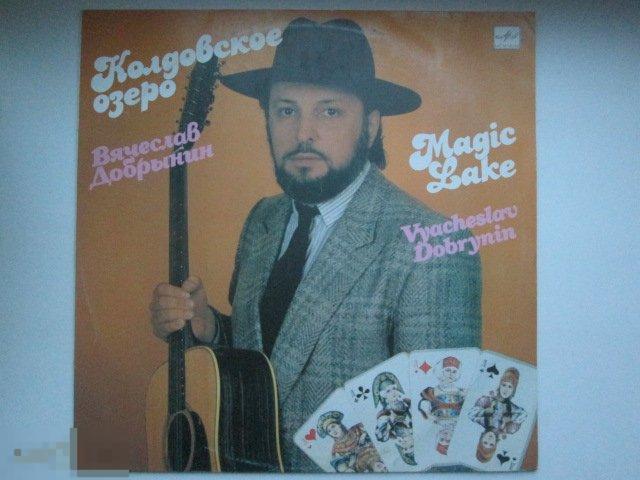 Колдовское
озеро
Вячеслав
Добрынин
Magic
Lake
Vyacheslav
Dobrynin